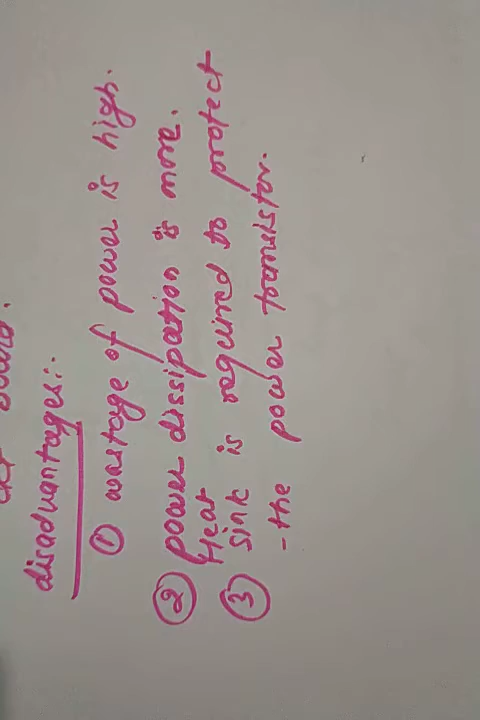 disadvantages:-
① wastage of power is high.
② power dissipation is more.
Heat
③ sink is required to protect
- the power transistor.